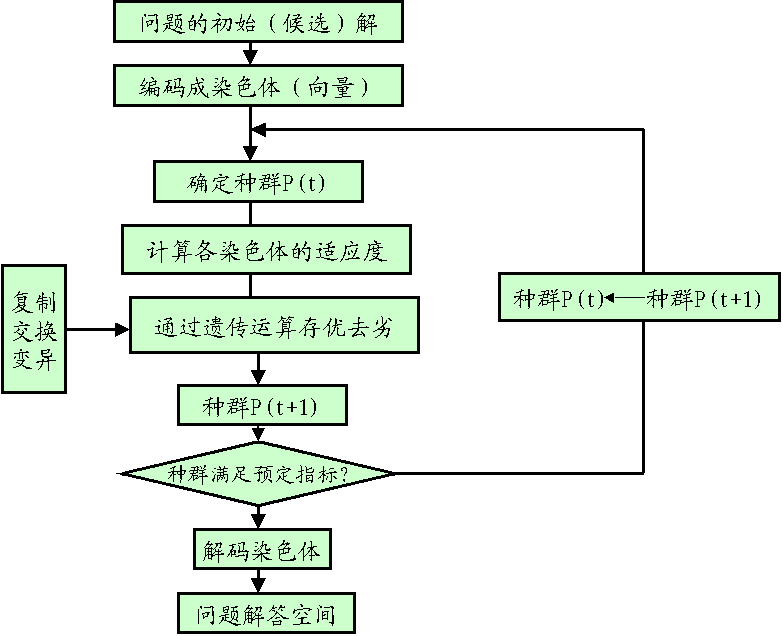 问题的初始（候选）解
编码成染色体（向量）
确定种群P(t)
计算各染色体的适应度
复制
交换
变异
通过遗传运算存优去劣
种群P(t) 种群P(t+1)
种群P(t+1)
种群满足预定指标?
解码染色体
问题解答空间